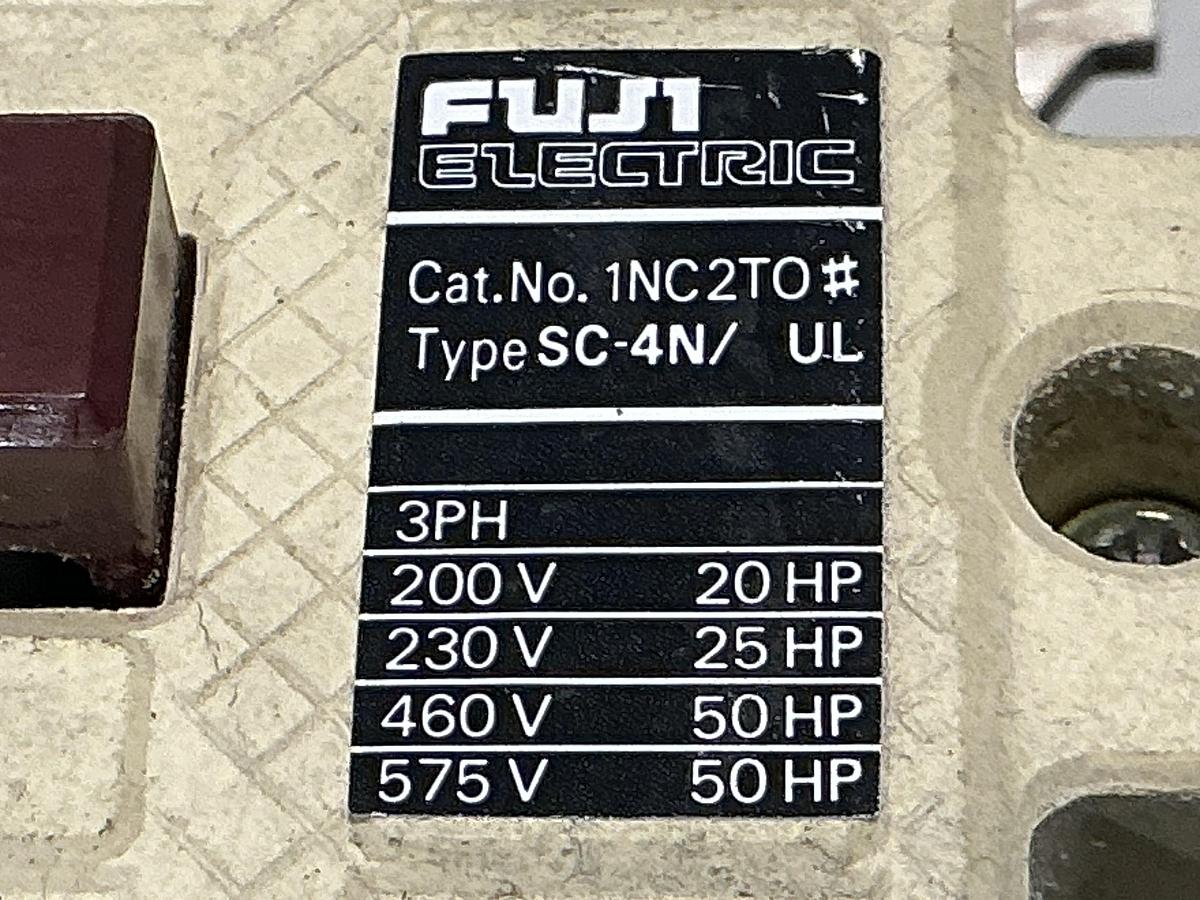 FUJI
ELECTRIC
Cat.No. 1NC2TO#
Type SC-4N/ UL
3PH
200 V 20 HP
230 V 25 HP
460 V 50 HP
575 V 50 HP